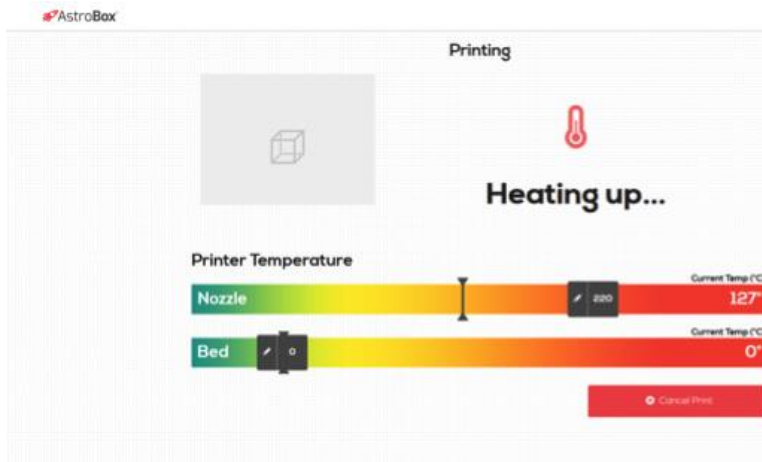 AstroBox
Printing
Heating up...
Printer Temperature
Current Temp (°C
Nozzle 220 127°
Current Temp (°C
Bed 0 0°
Cancel Print